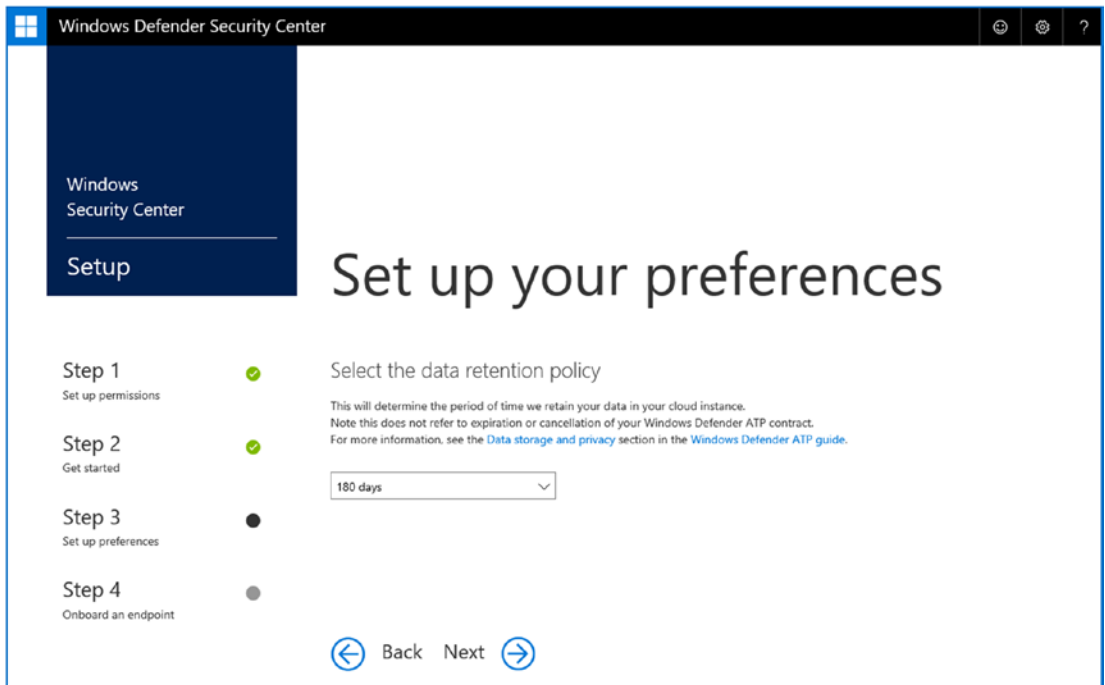 Windows Defender Security Center
?
Windows
Security Center
Setup
Set up your preferences
Step 1
Set up permissions
Step 2
Get started
Step 3
Set up preferences
Step 4
Onboard an endpoint
Select the data retention policy
This will determine the period of time we retain your data in your cloud instance.
Note this does not refer to expiration or cancellation of your Windows Defender ATP contract.
For more information, see the Data storage and privacy section in the Windows Defender ATP guide.
180 days
Back Next